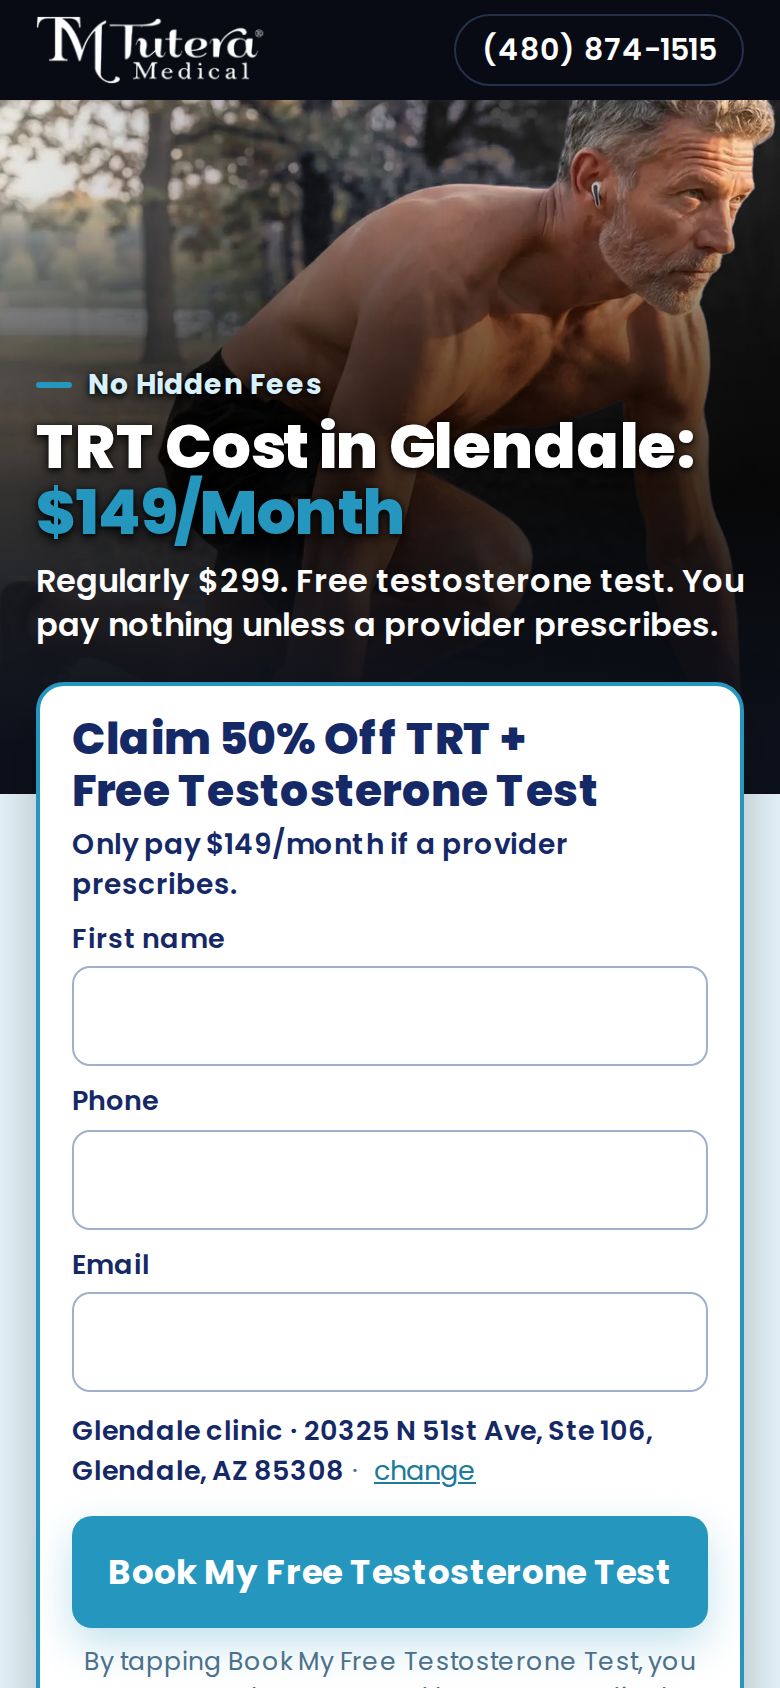 TM Tutera®
Medical
(480) 874-1515
No Hidden Fees
TRT Cost in Glendale:
$149/Month
Regularly $299. Free testosterone test. You
pay nothing unless a provider prescribes.
Claim 50% Off TRT +
Free Testosterone Test
Only pay $149/month if a provider
prescribes.
First name
Phone
Email
Glendale clinic · 20325 N 51st Ave, Ste 106,
Glendale, AZ 85308 · change
Book My Free Testosterone Test
By tapping Book My Free Testosterone Test, you